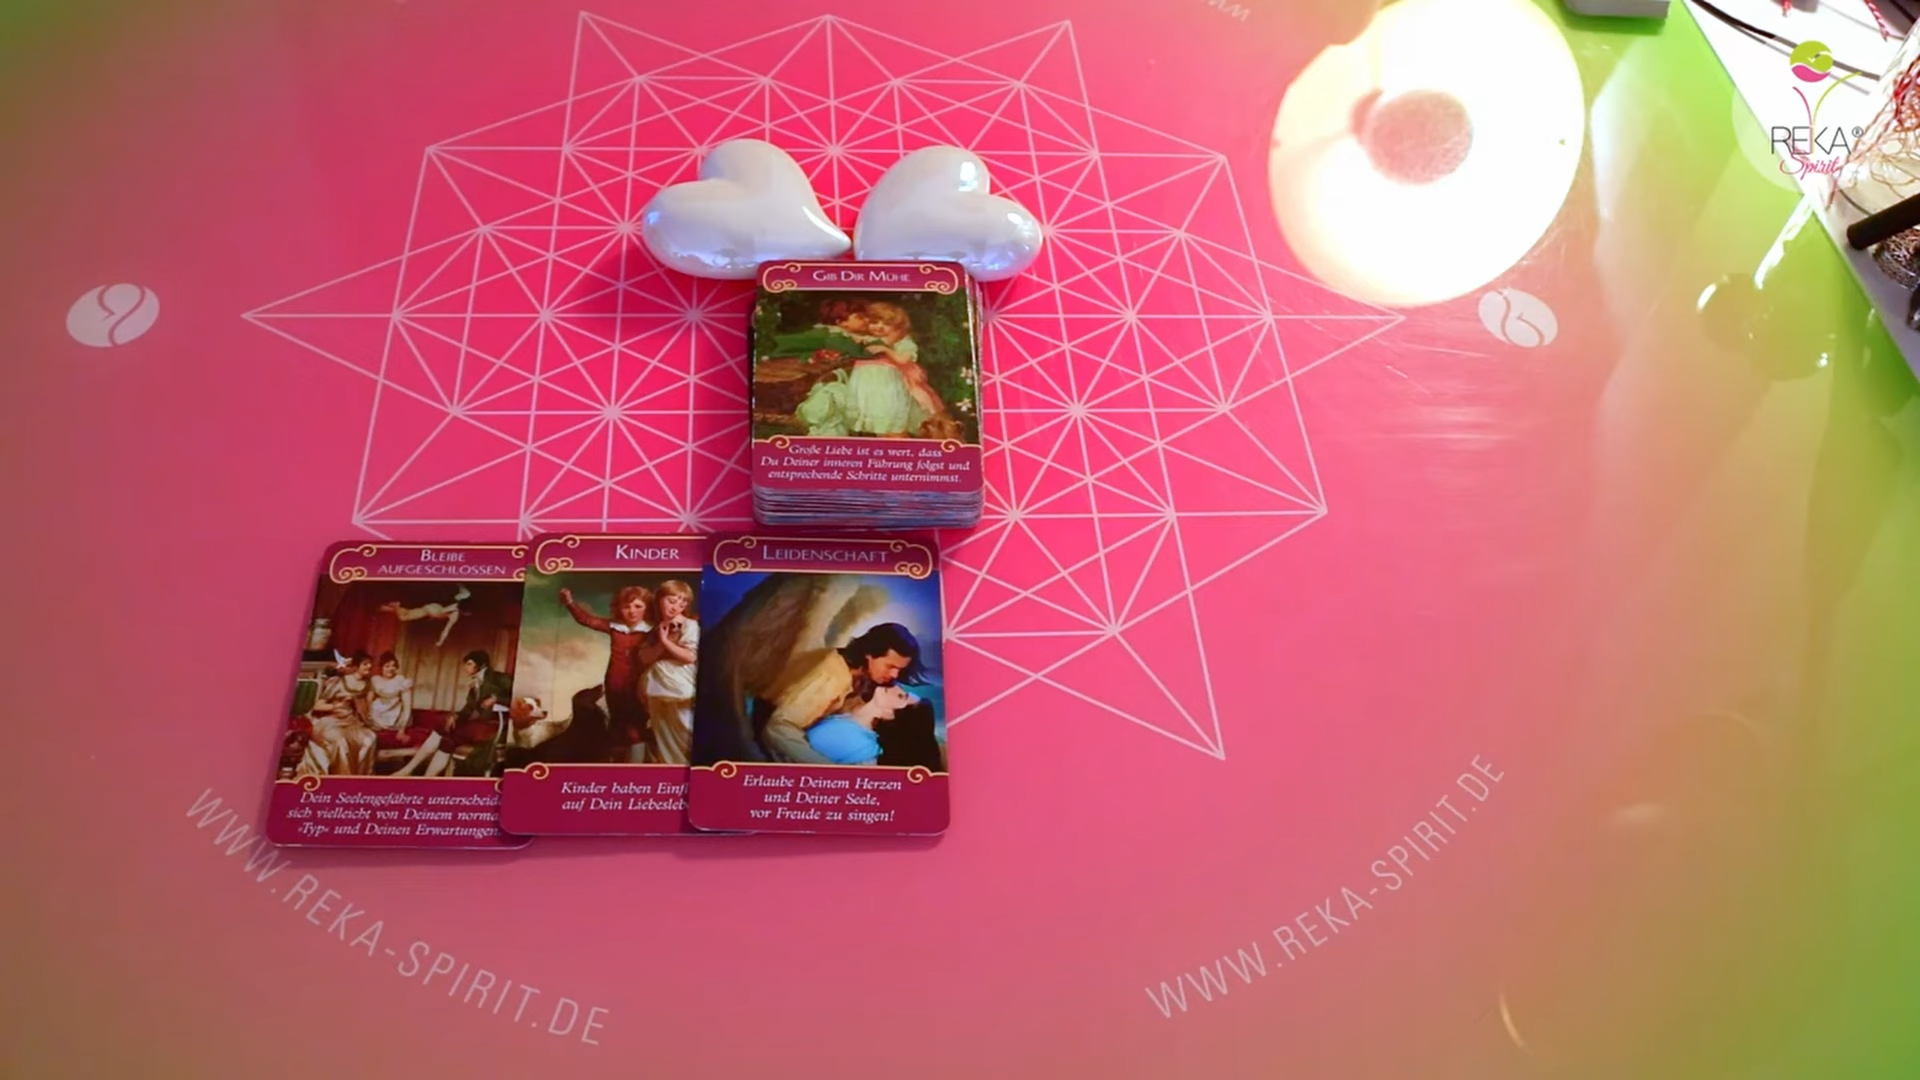 REKA®
Spirit
GIB DIR MÜHE
Große Liebe ist es wert, dass
Du Deiner inneren Führung folgst und
entsprechende Schritte unternimmst.
BLEIBE
AUFGESCHLOSSEN
Dein Seelengefährte unterscheid
sich vielleicht von Deinem norma
»Typ« und Deinen Erwartungen
KINDER
Kinder haben Einfl
auf Dein Liebesleb
LEIDENSCHAFT
Erlaube Deinem Herzen
und Deiner Seele,
vor Freude zu singen!
WWW.REKA-SPIRIT.DE
WWW.REKA-SPIRIT.DE